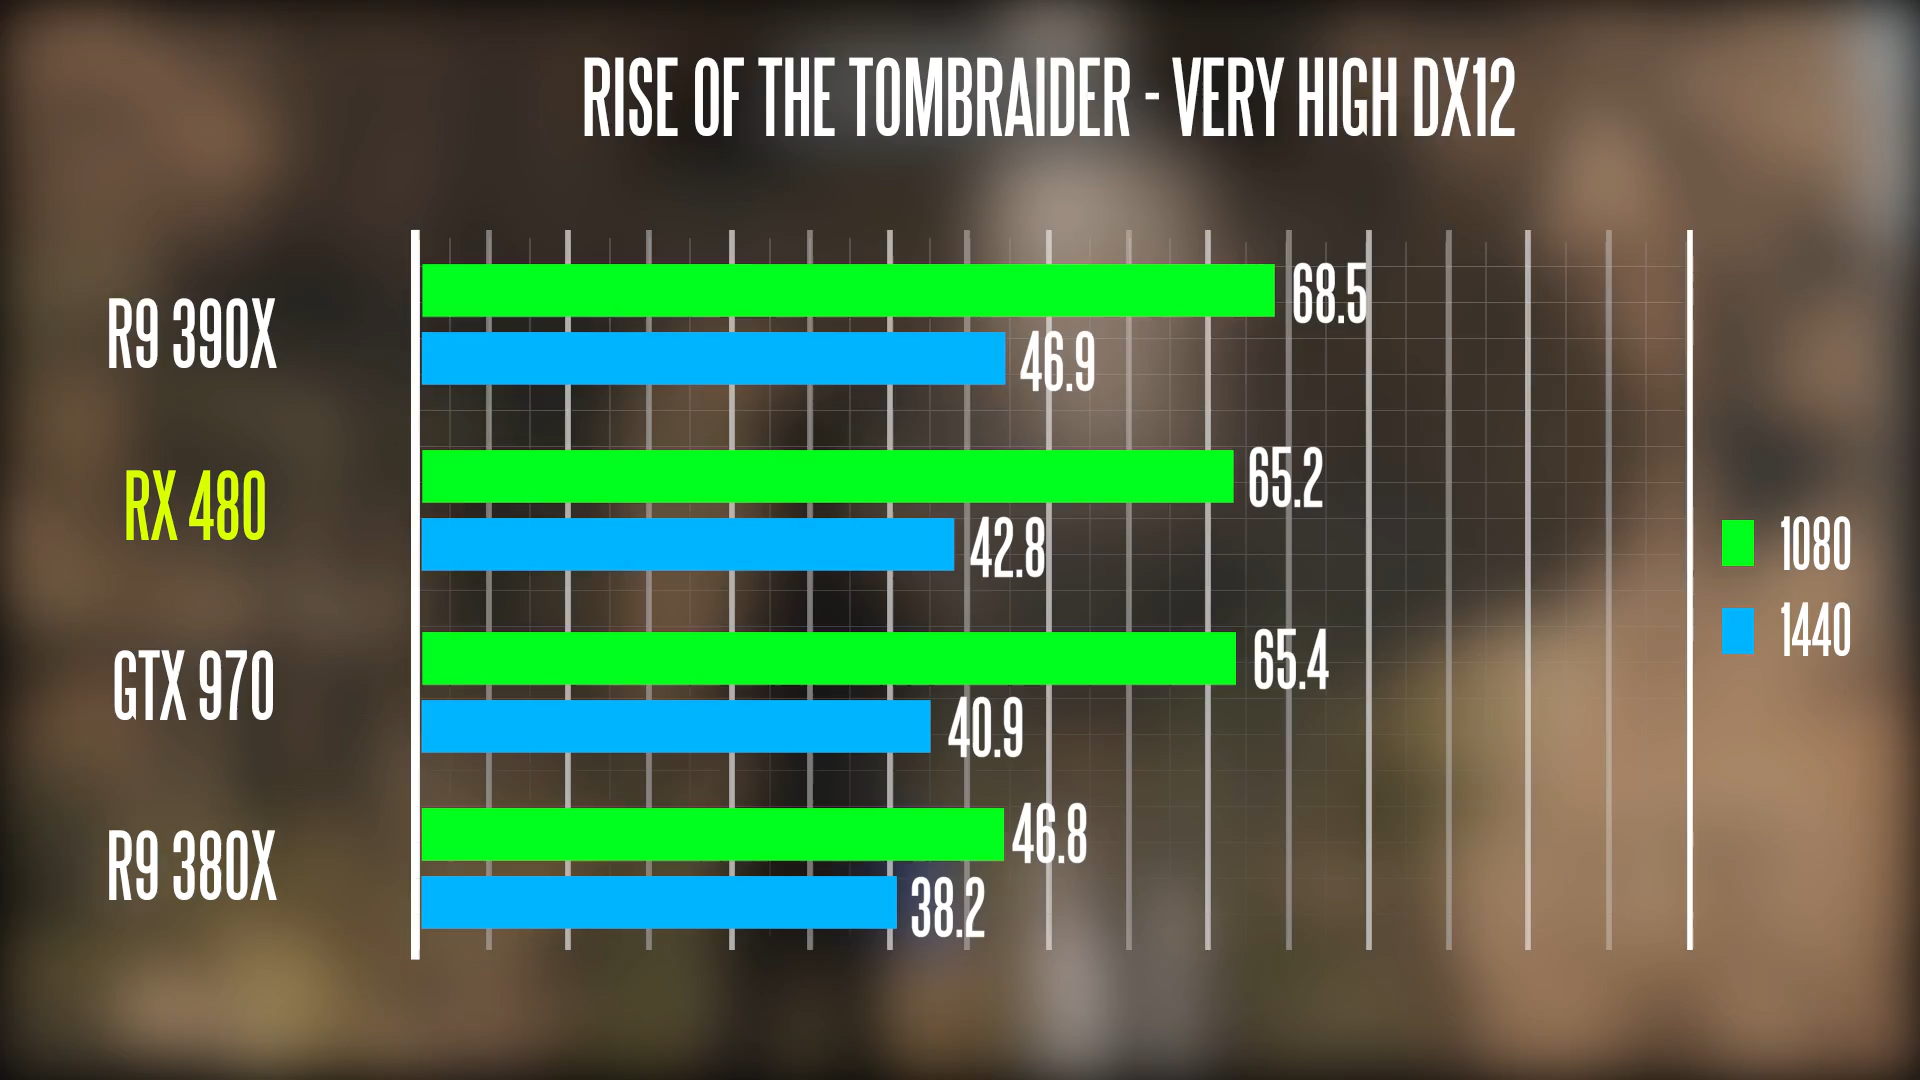 RISE OF THE TOMBRAIDER - VERY HIGH DX12
R9 390X
68.5
46.9
RX 480
65.2
42.8
GTX 970
65.4
40.9
R9 380X
46.8
38.2
1080
1440